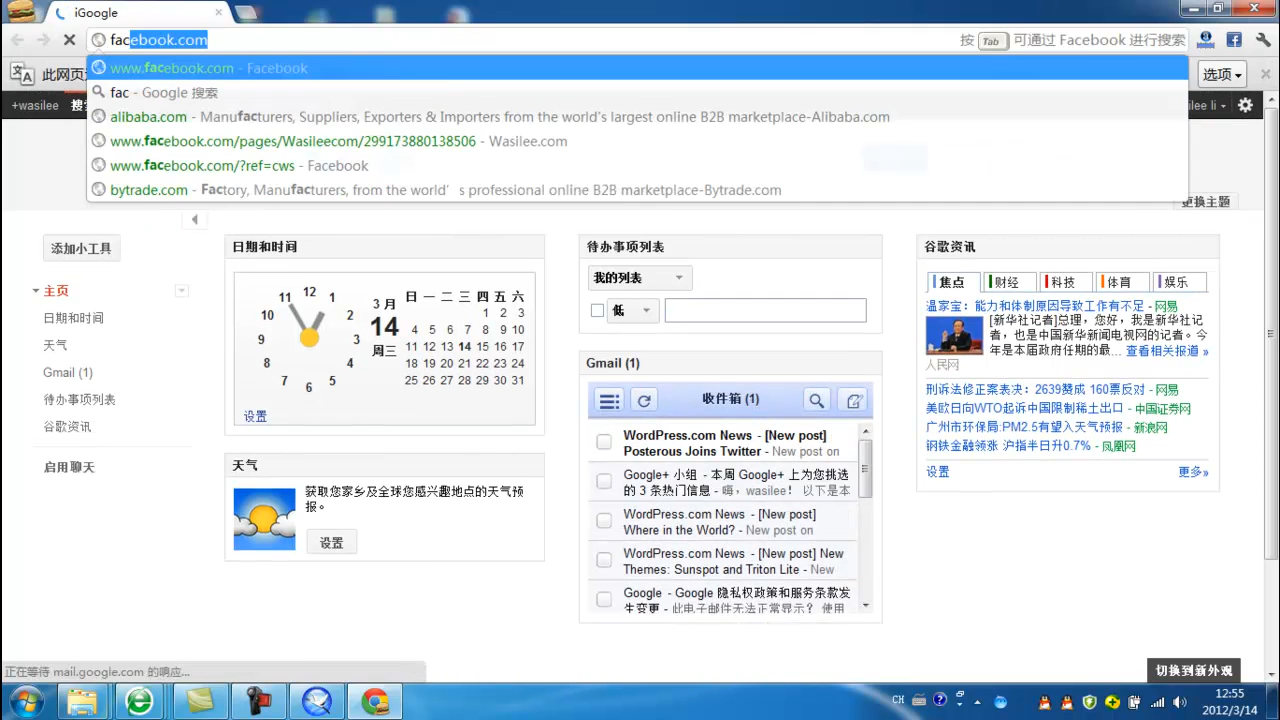 iGoogle
facebook.com
按 Tab 可通过 Facebook 进行搜索
www.facebook.com - Facebook
fac - Google 搜索
alibaba.com - Manufacturers, Suppliers, Exporters & Importers from the world's largest online B2B marketplace-Alibaba.com
www.facebook.com/pages/Wasileecom/299173880138506 - Wasilee.com
www.facebook.com/?ref=cws - Facebook
bytrade.com - Factory, Manufacturers, from the world's professional online B2B marketplace-Bytrade.com
此网页
选项
+wasilee
ilee li
更换主题
添加小工具
主页
日期和时间
天气
Gmail (1)
待办事项列表
谷歌资讯
启用聊天
日期和时间
12 1 2 3 4 5 6 7 8 9 10 11
3 月
14
周三
日 一 二 三 四 五 六
1 2 3
4 5 6 7 8 9 10
11 12 13 14 15 16 17
18 19 20 21 22 23 24
25 26 27 28 29 30 31
设置
天气
获取您家乡及全球您感兴趣地点的天气预
报。
设置
待办事项列表
我的列表
低
Gmail (1)
收件箱 (1)
WordPress.com News - [New post]
Posterous Joins Twitter - New post on
Google+ 小组 - 本周 Google+ 上为您挑选
的 3 条热门信息 - 嗨，wasilee！ 以下是本
WordPress.com News - [New post]
Where in the World? - New post on
WordPress.com News - [New post] New
Themes: Sunspot and Triton Lite - New
Google - Google 隐私权政策和服务条款发
生变更 - 此电子邮件无法正常显示？ 使用
谷歌资讯
焦点 财经 科技 体育 娱乐
温家宝：能力和体制原因导致工作有不足 - 网易
[新华社记者]总理，您好，我是新华社记
者，也是中国新华新闻电视网的记者。今
年是本届政府任期的最... 查看相关报道 »
人民网
刑诉法修正案表决：2639赞成 160票反对 - 网易
美欧日向WTO起诉中国限制稀土出口 - 中国证券网
广州市环保局:PM2.5有望入天气预报 - 新浪网
钢铁金融领涨 沪指半日升0.7% - 凤凰网
设置
更多»
切换到新外观
正在等待 mail.google.com 的响应...
CH
12:55
2012/3/14